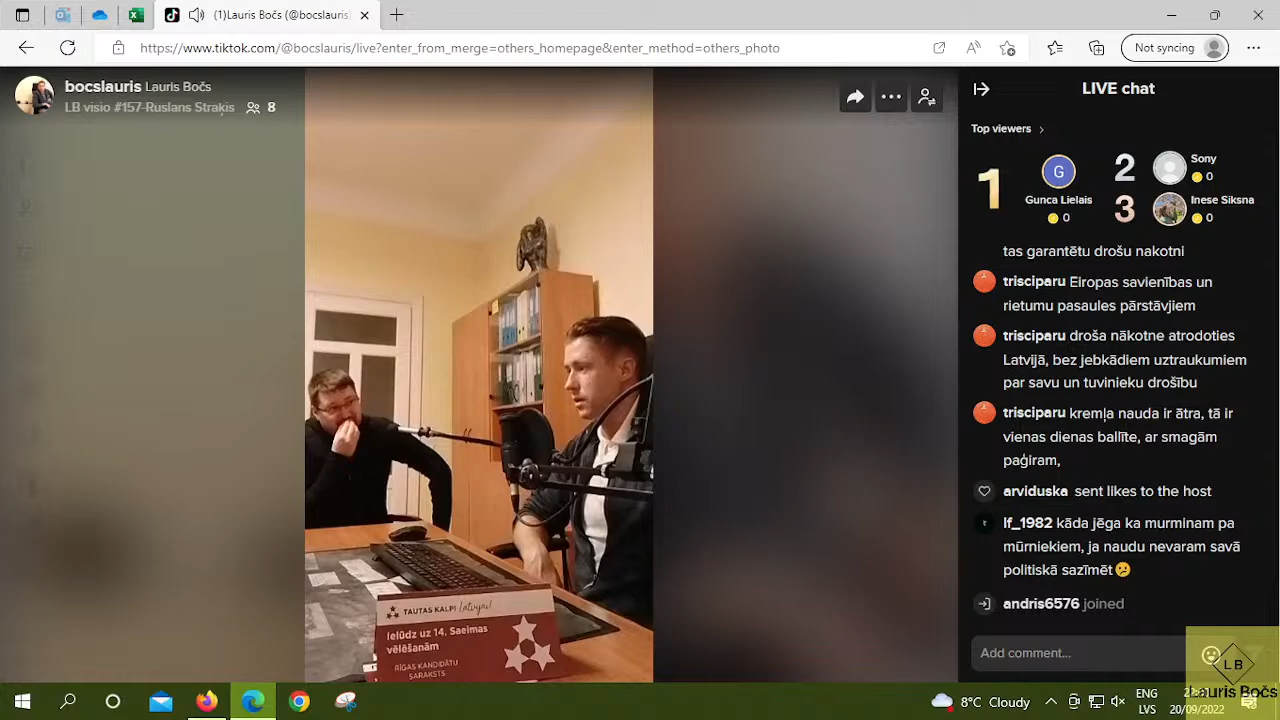 (1)Lauris Bočs (@bocslauris
https://www.tiktok.com/@bocslauris/live?enter_from_merge=others_homepage&enter_method=others_photo
Not syncing
bocslauris Lauris Bočs
LB visio #157-Ruslans Straķis 8
LIVE chat
Top viewers
1
G
Gunca Lielais
0
2
Sony
0
3
Inese Siksna
0
tas garantētu drošu nakotni
trisciparu EIropas savienības un
rietumu pasaules pārstāvjiem
trisciparu droša nākotne atrodoties
Latvijā, bez jebkādiem uztraukumiem
par savu un tuvinieku drošību
trisciparu kremļa nauda ir ātra, tā ir
vienas dienas ballīte, ar smagām
paģiram,
arviduska sent likes to the host
lf_1982 kāda jēga ka murminam pa
mūrniekiem, ja naudu nevaram savā
politiskā sazīmēt
andris6576 joined
Add comment...
TAUTAS KALPI Latvijai!
Ielūdz uz 14. Saeimas
vēlēšanām
RĪGAS KANDIDĀTU
SARAKSTS
LB
Lauris Bočs
8°C Cloudy
ENG
LVS
20/09/2022